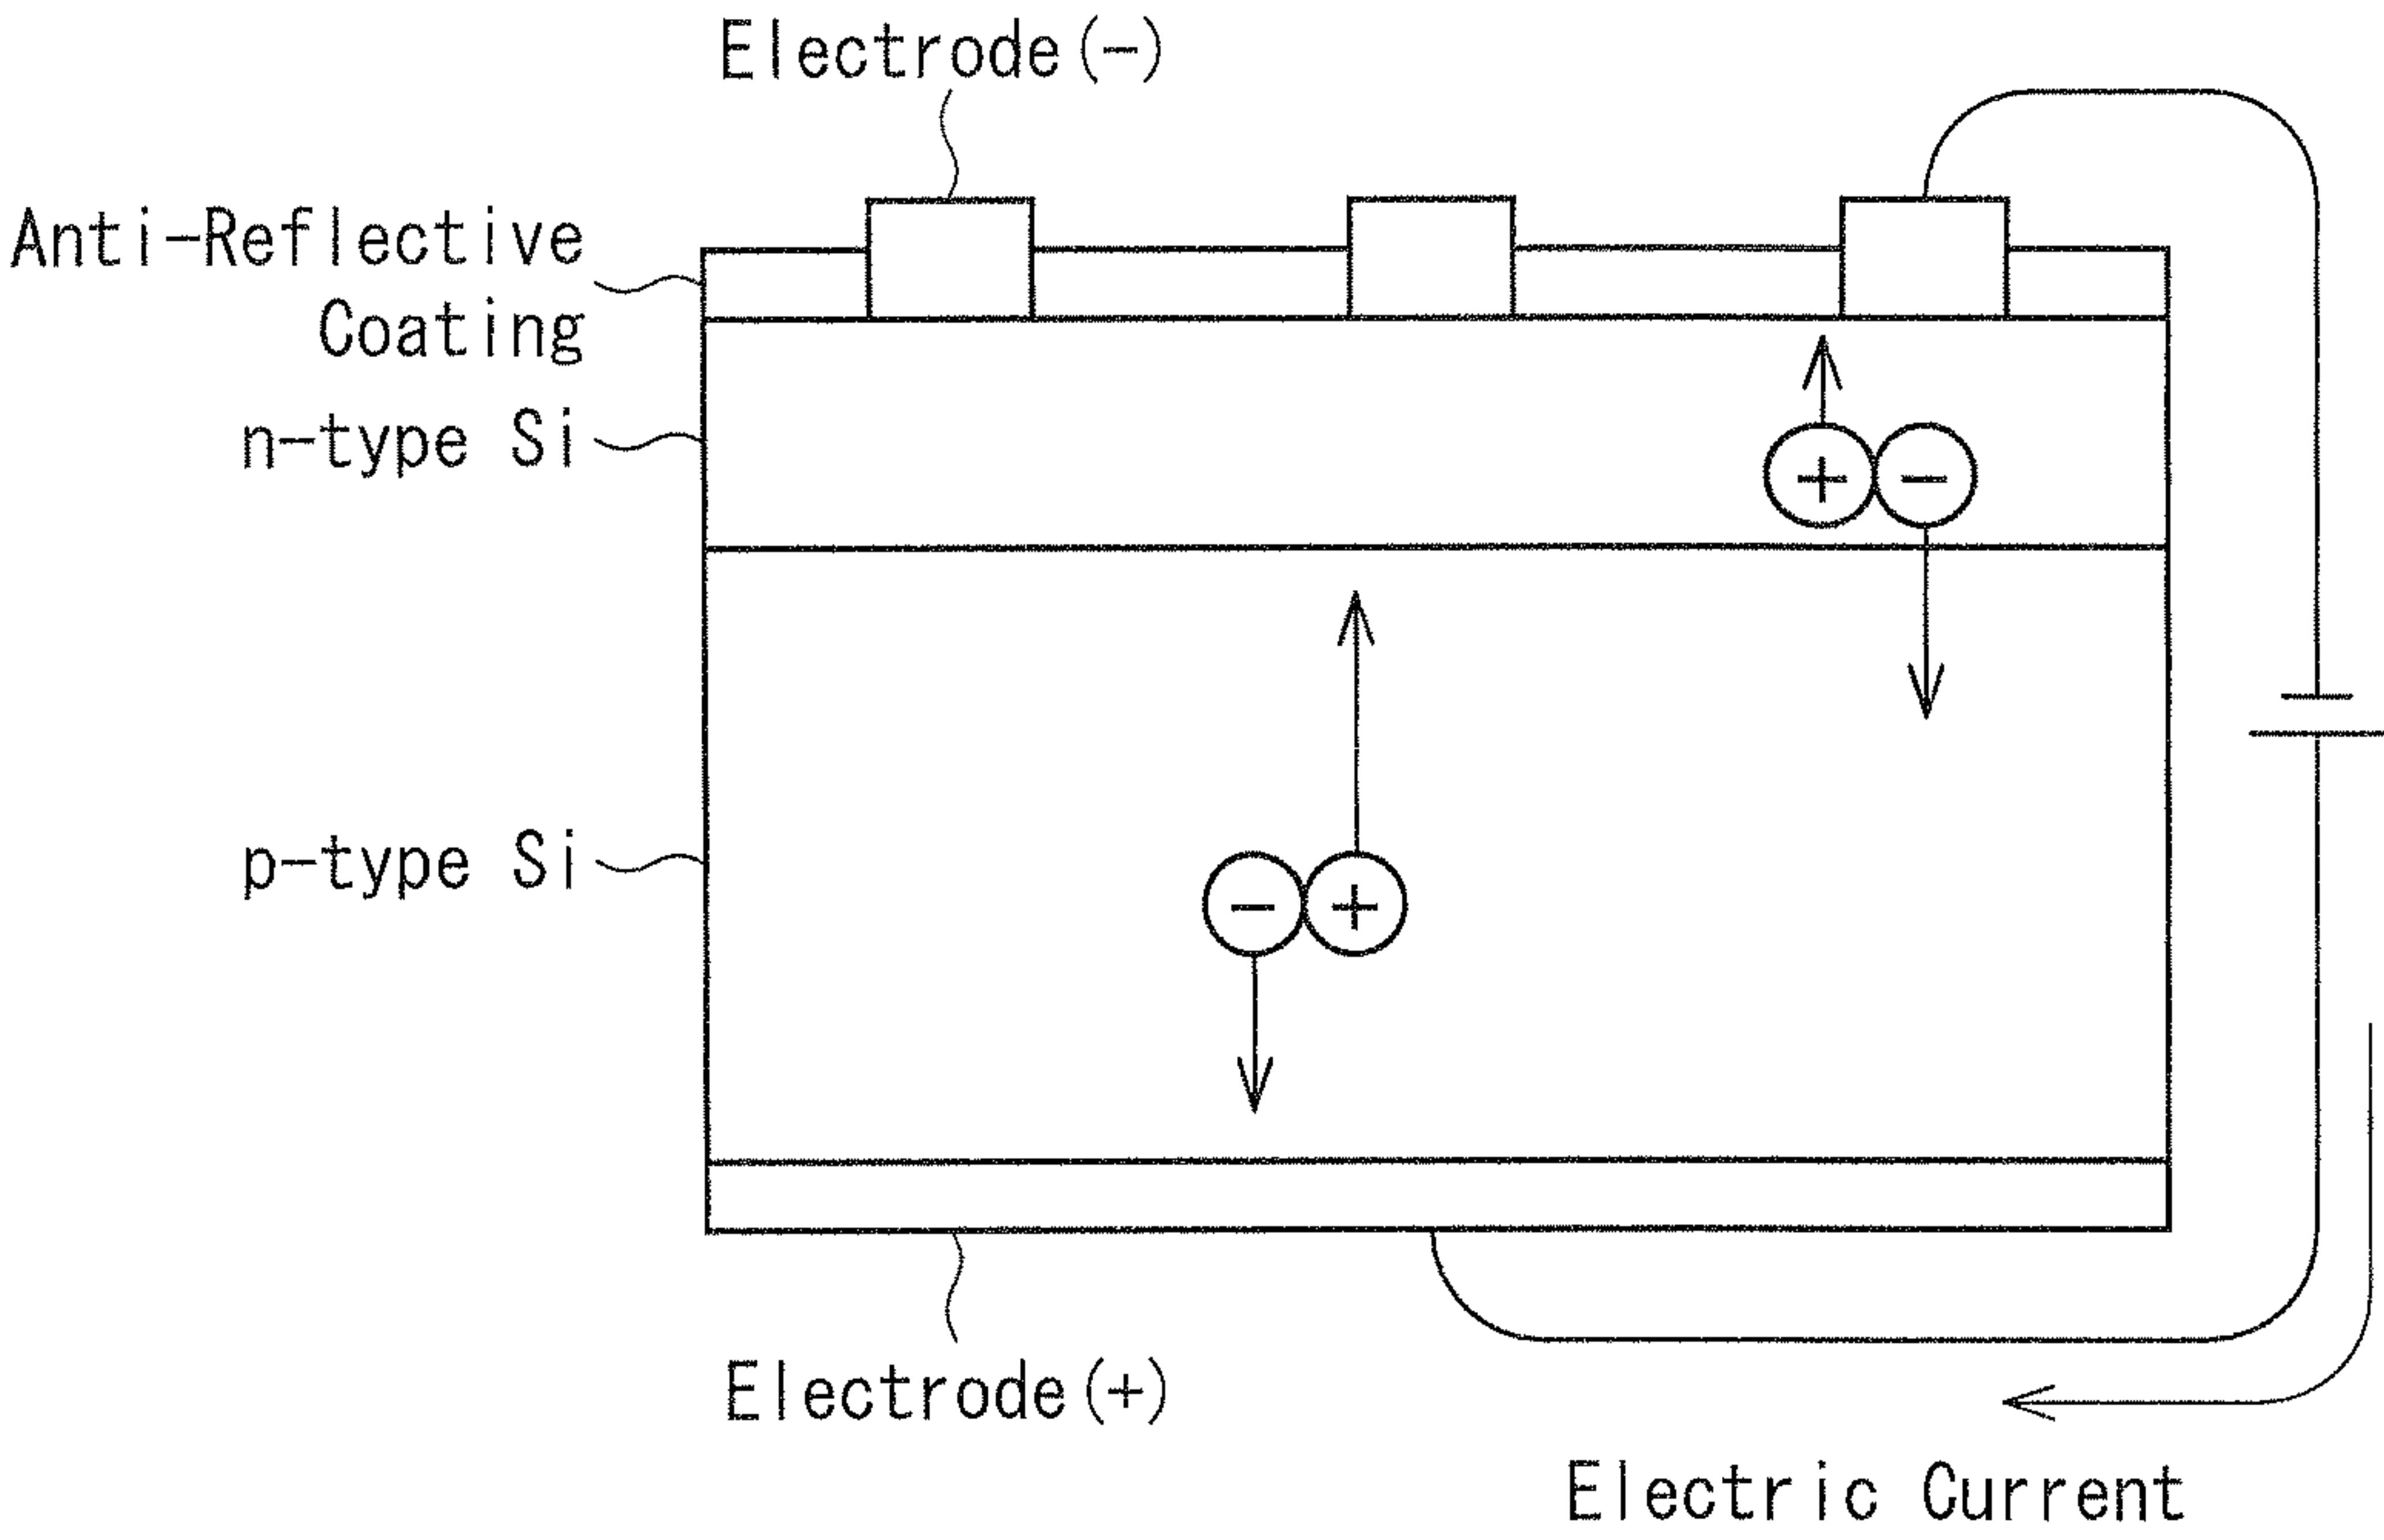 Electrode(−)
Anti-Reflective
Coating
n-type Si
+ −
p-type Si
− +
Electrode(+)
Electric Current